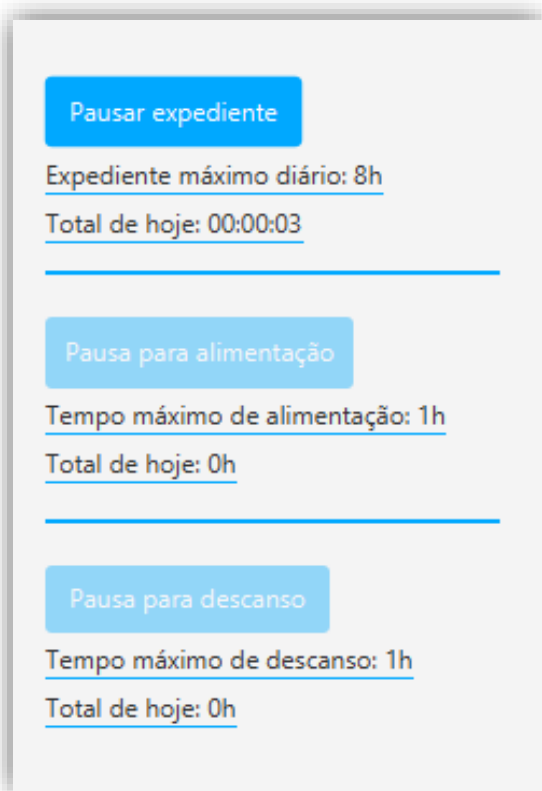 Pausar expediente
Expediente máximo diário: 8h
Total de hoje: 00:00:03
Pausa para alimentação
Tempo máximo de alimentação: 1h
Total de hoje: 0h
Pausa para descanso
Tempo máximo de descanso: 1h
Total de hoje: 0h